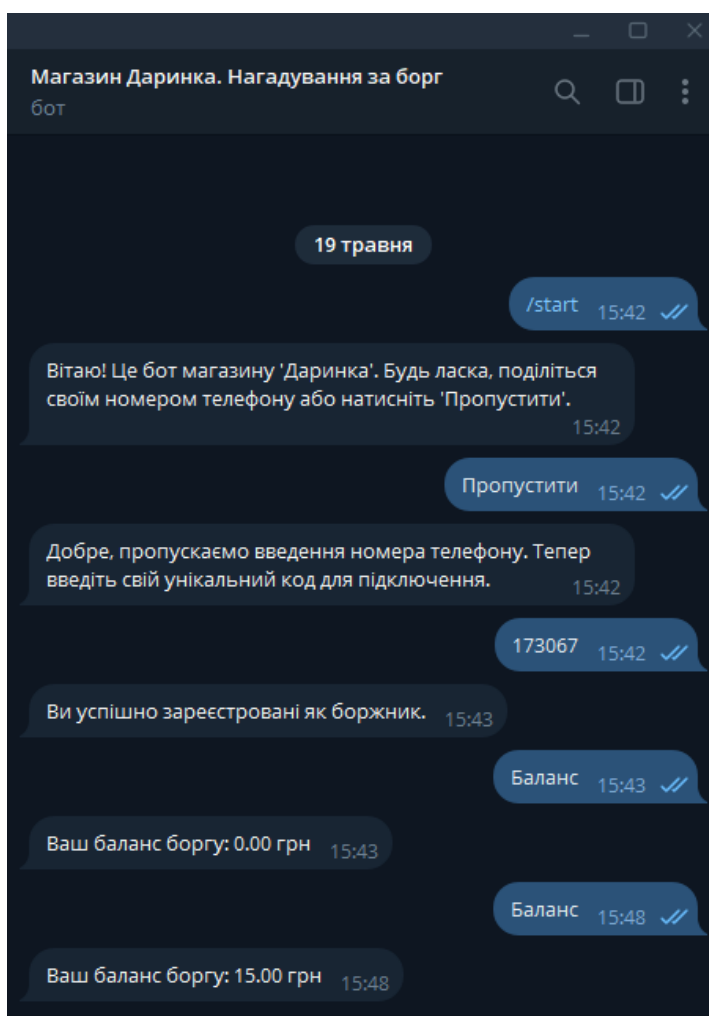 Магазин Даринка. Нагадування за борг
бот
19 травня
/start 15:42
Вітаю! Це бот магазину 'Даринка'. Будь ласка, поділіться
своїм номером телефону або натисніть 'Пропустити'.
15:42
Пропустити 15:42
Добре, пропускаємо введення номера телефону. Тепер
введіть свій унікальний код для підключення. 15:42
173067 15:42
Ви успішно зареєстровані як боржник. 15:43
Баланс 15:43
Ваш баланс боргу: 0.00 грн 15:43
Баланс 15:48
Ваш баланс боргу: 15.00 грн 15:48